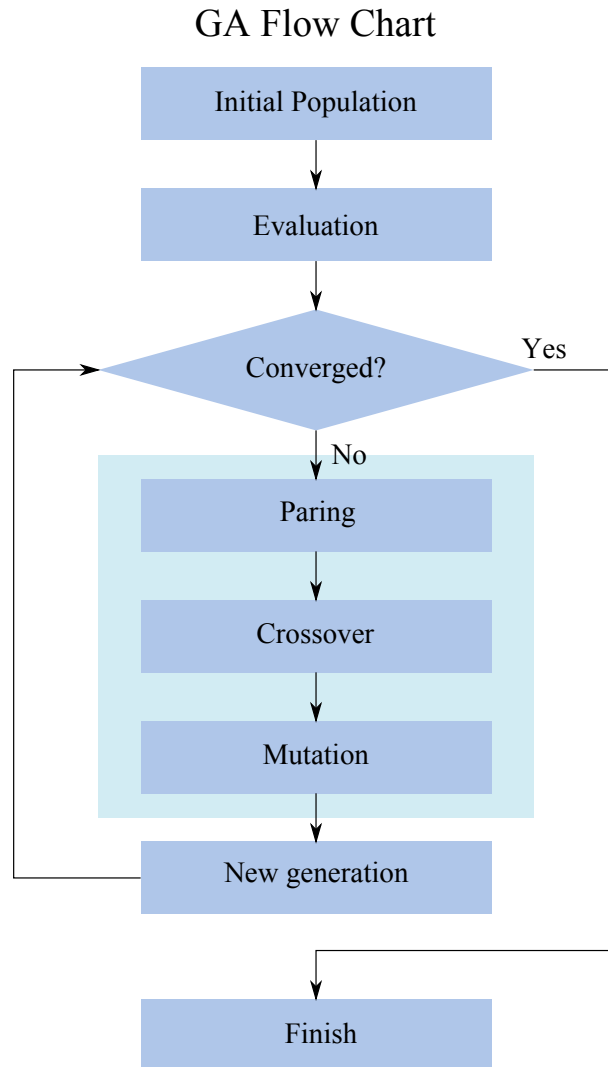 GA Flow Chart
Initial Population
Evaluation
Converged?
Yes
No
Paring
Crossover
Mutation
New generation
Finish